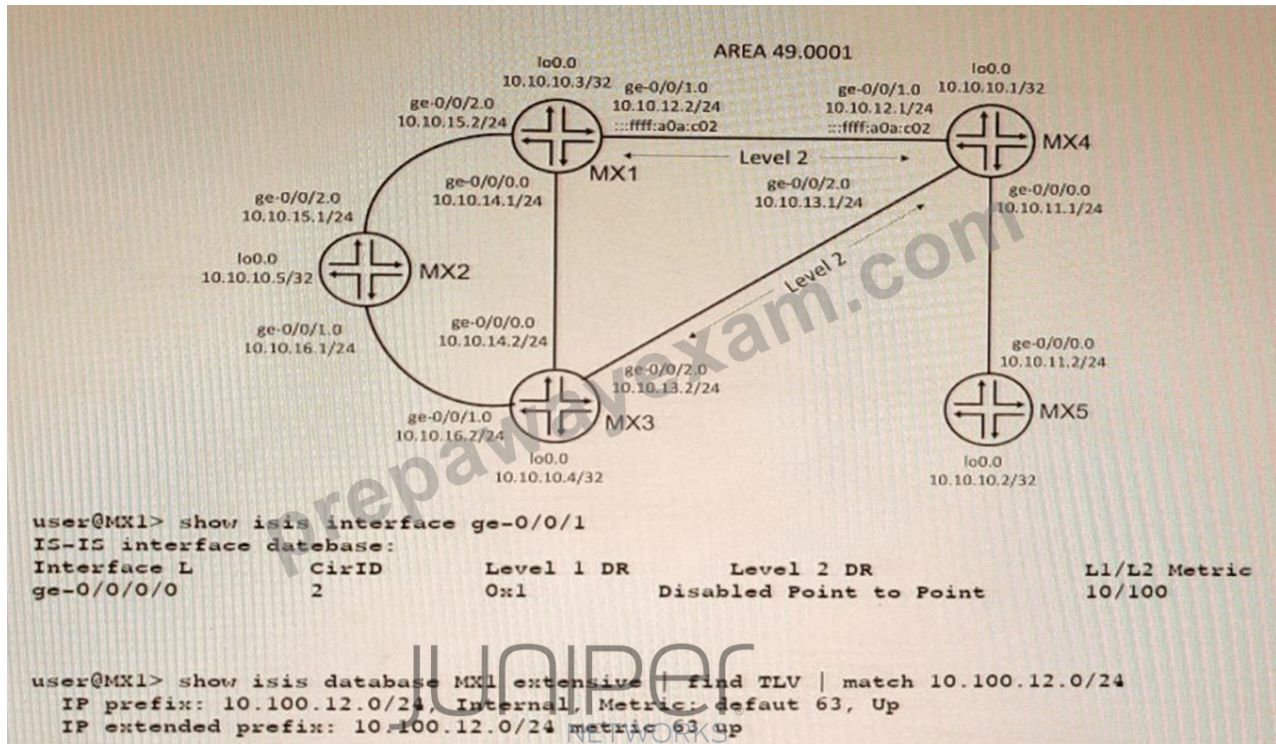 AREA 49.0001
lo0.0
10.10.10.3/32
ge-0/0/1.0
10.10.12.2/24
:::ffff:a0a:c02
ge-0/0/1.0
10.10.12.1/24
:::ffff:a0a:c02
lo0.0
10.10.10.1/32
ge-0/0/2.0
10.10.15.2/24
MX1
MX4
Level 2
ge-0/0/0.0
10.10.14.1/24
ge-0/0/2.0
10.10.13.1/24
ge-0/0/0.0
10.10.11.1/24
ge-0/0/2.0
10.10.15.1/24
lo0.0
10.10.10.5/32
MX2
Level 2
ge-0/0/1.0
10.10.16.1/24
ge-0/0/0.0
10.10.14.2/24
ge-0/0/0.0
10.10.11.2/24
ge-0/0/2.0
10.10.13.2/24
ge-0/0/1.0
10.10.16.2/24
MX3
MX5
lo0.0
10.10.10.4/32
lo0.0
10.10.10.2/32
prepawayexam.com
user@MX1> show isis interface ge-0/0/1
IS-IS interface datebase:
Interface L CirID Level 1 DR Level 2 DR L1/L2 Metric
ge-0/0/0/0 2 0x1 Disabled Point to Point 10/100
user@MX1> show isis database MX1 extensive | find TLV | match 10.100.12.0/24
IP prefix: 10.100.12.0/24, Internal, Metric: defaut 63, Up
IP extended prefix: 10.100.12.0/24 metric 63 up
JUNIPER
NETWORKS